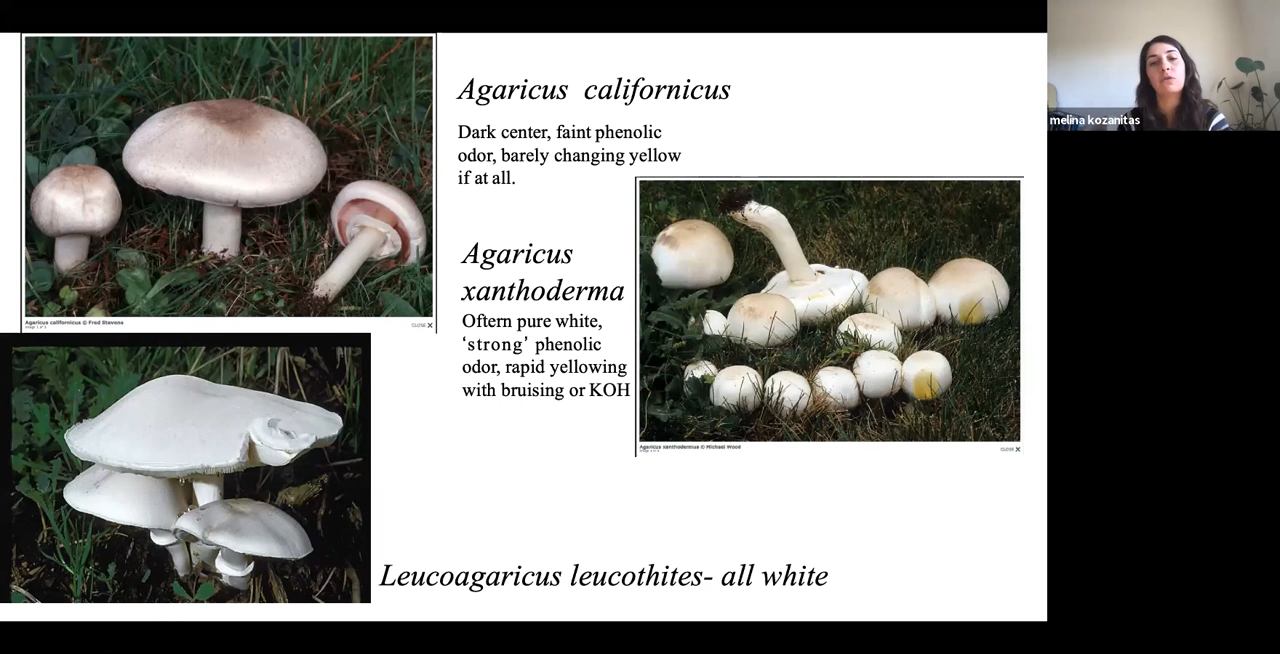 Agaricus californicus
Dark center, faint phenolic
odor, barely changing yellow
if at all.
Agaricus californicus © Fred Stevens
CLOSE X
Agaricus
xanthoderma
Oftern pure white,
‘strong’ phenolic
odor, rapid yellowing
with bruising or KOH
Agaricus xanthodermus © Michael Wood
CLOSE X
Leucoagaricus leucothites- all white
melina kozanitas